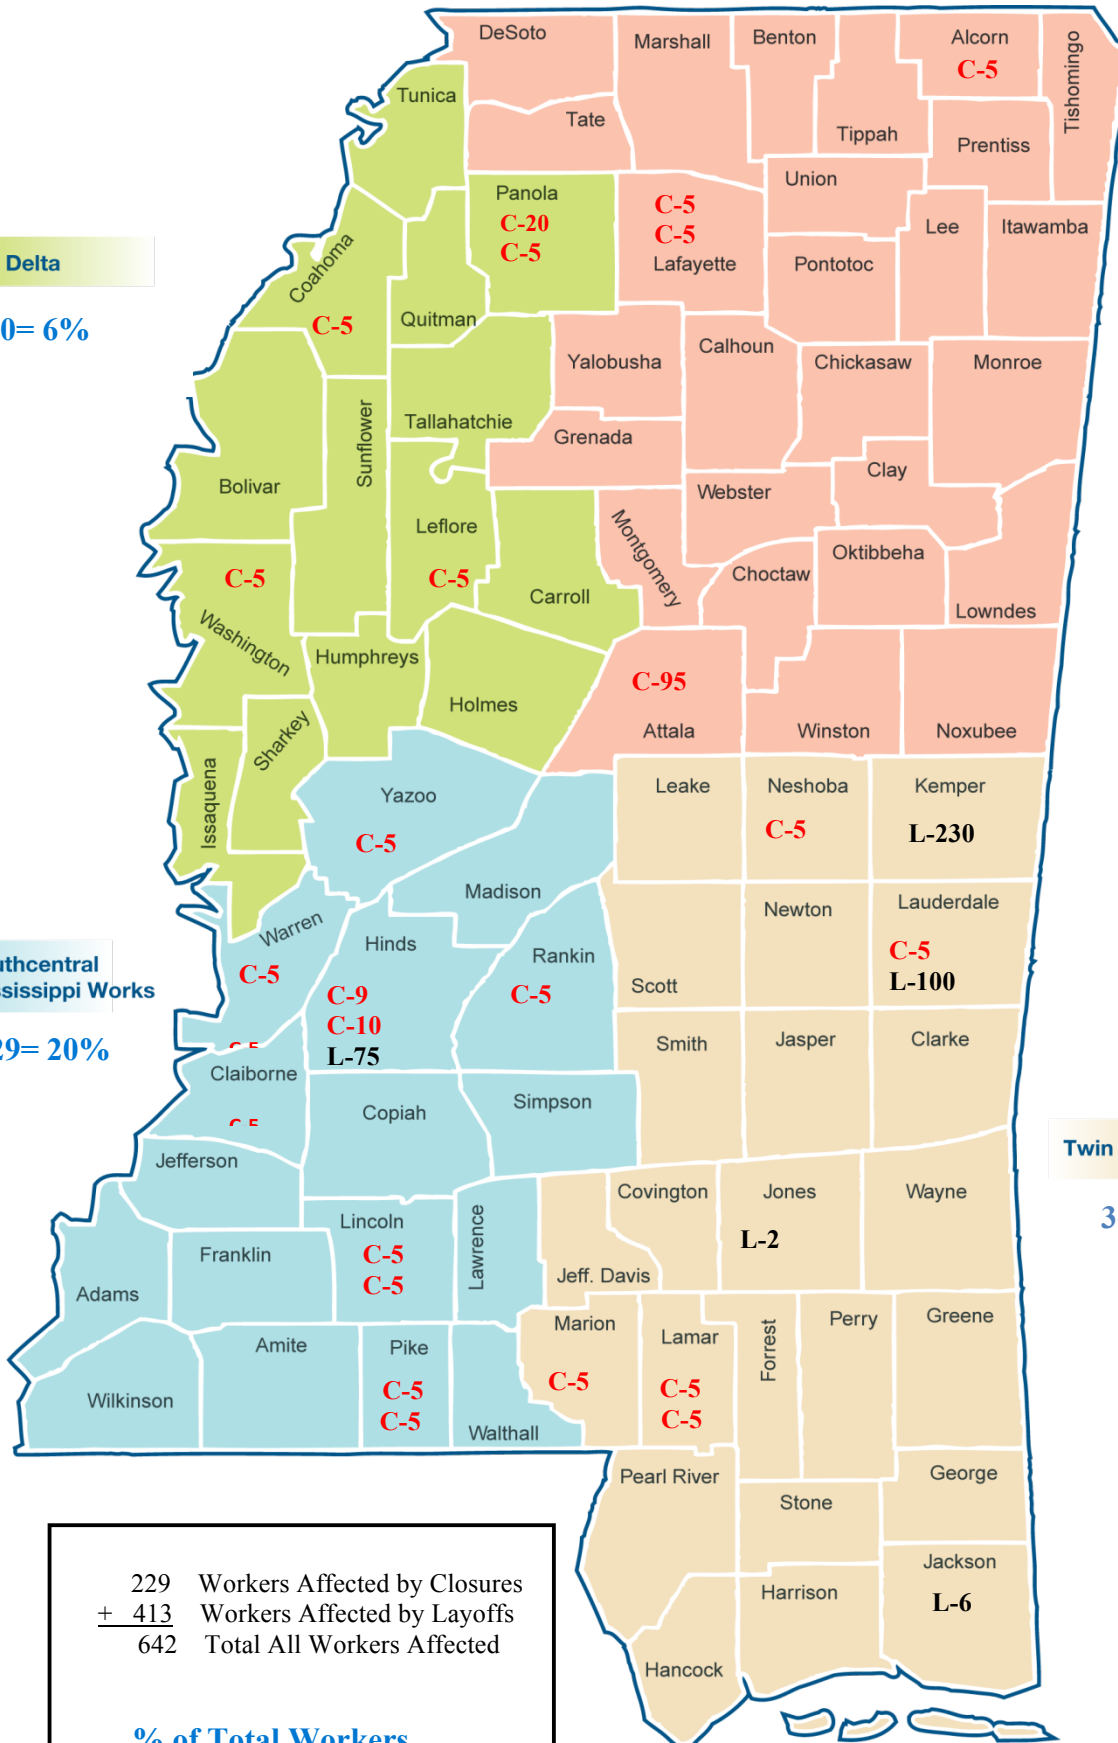 DeSoto
Marshall
Benton
Alcorn
C-5
Tishomingo
Tunica
Tate
Tippah
Prentiss
Panola
C-20
C-5
C-5
C-5
Lafayette
Union
Lee
Itawamba
Pontotoc
Delta
0= 6%
Coahoma
C-5
Quitman
Yalobusha
Calhoun
Chickasaw
Monroe
Sunflower
Tallahatchie
Grenada
Clay
Bolivar
Webster
Leflore
C-5
Montgomery
Oktibbeha
Choctaw
C-5
Washington
Carroll
Lowndes
Humphreys
C-95
Attala
Holmes
Winston
Noxubee
Sharkey
Issaquena
Yazoo
C-5
Leake
Neshoba
C-5
Kemper
L-230
Madison
Newton
Lauderdale
C-5
L-100
Warren
C-5
Hinds
C-9
C-10
L-75
Rankin
C-5
Scott
uthcentral
ssissippi Works
29= 20%
Smith
Jasper
Clarke
Claiborne
Copiah
Simpson
Twin
3
Jefferson
Covington
Jones
L-2
Wayne
Lincoln
C-5
C-5
Lawrence
Franklin
Jeff. Davis
Adams
Marion
C-5
Lamar
C-5
C-5
Forrest
Perry
Greene
Amite
Pike
C-5
C-5
Wilkinson
Walthall
Pearl River
George
Stone
Jackson
L-6
Harrison
Hancock
229 Workers Affected by Closures
+ 413 Workers Affected by Layoffs
642 Total All Workers Affected
% of Total Workers